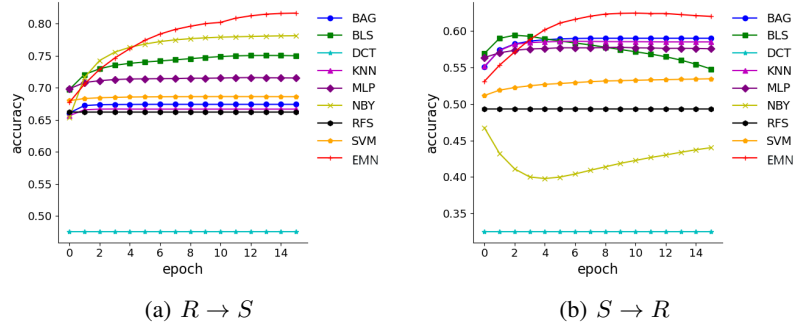 0.80
0.75
0.70
0.65
0.60
0.55
0.50
accuracy
0 2 4 6 8 10 12 14
epoch
BAG
BLS
DCT
KNN
MLP
NBY
RFS
SVM
EMN
(a) R → S
0.60
0.55
0.50
0.45
0.40
0.35
accuracy
0 2 4 6 8 10 12 14
epoch
BAG
BLS
DCT
KNN
MLP
NBY
RFS
SVM
EMN
(b) S → R